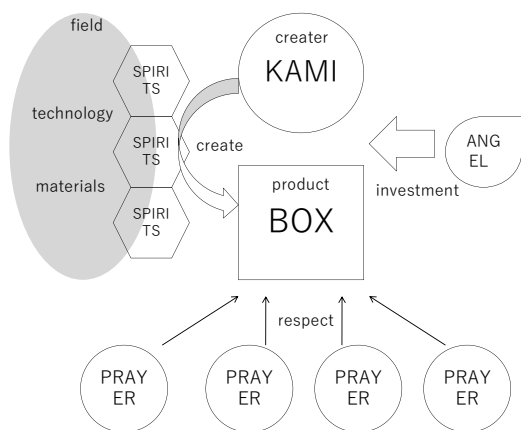 field
technology
materials
SPIRI
TS
SPIRI
TS
SPIRI
TS
creater
KAMI
create
product
BOX
ANG
EL
investment
respect
PRAY
ER
PRAY
ER
PRAY
ER
PRAY
ER